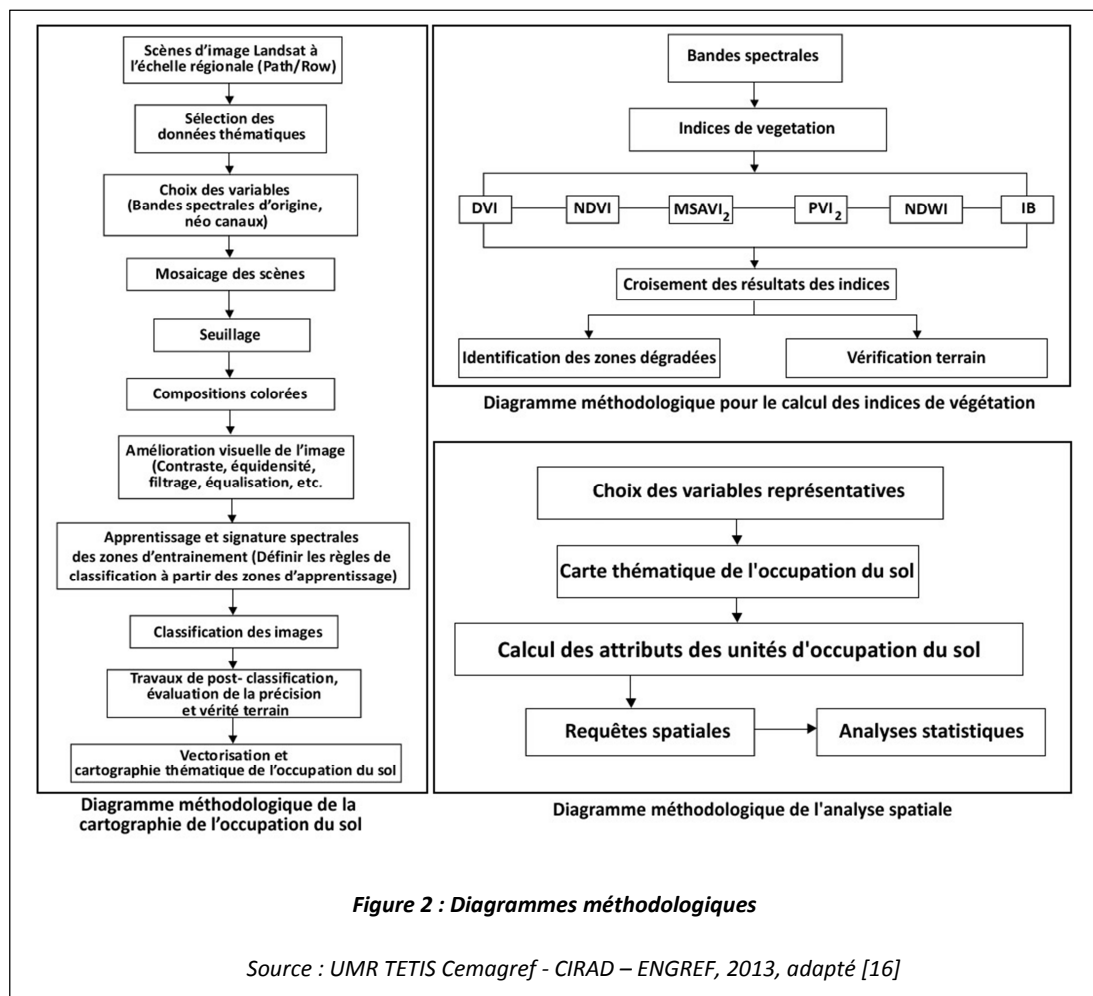 Scènes d'image Landsat à
l'échelle régionale (Path/Row)
Sélection des
données thématiques
Choix des variables
(Bandes spectrales d'origine,
néo canaux)
Mosaicage des scènes
Seuillage
Compositions colorées
Amélioration visuelle de l'image
(Contraste, équidensité,
filtrage, équalisation, etc.
Apprentissage et signature spectrales
des zones d'entrainement (Définir les règles de
classification à partir des zones d'apprentissage)
Classification des images
Travaux de post- classification,
évaluation de la précision
et vérité terrain
Vectorisation et
cartographie thématique de l'occupation du sol
Diagramme méthodologique de la
cartographie de l'occupation du sol
Bandes spectrales
Indices de vegetation
DVI NDVI MSAVI₂ PVI₂ NDWI IB
Croisement des résultats des indices
Identification des zones dégradées
Vérification terrain
Diagramme méthodologique pour le calcul des indices de végétation
Choix des variables représentatives
Carte thématique de l'occupation du sol
Calcul des attributs des unités d'occupation du sol
Requêtes spatiales
Analyses statistiques
Diagramme méthodologique de l'analyse spatiale
Figure 2 : Diagrammes méthodologiques
Source : UMR TETIS Cemagref - CIRAD – ENGREF, 2013, adapté [16]